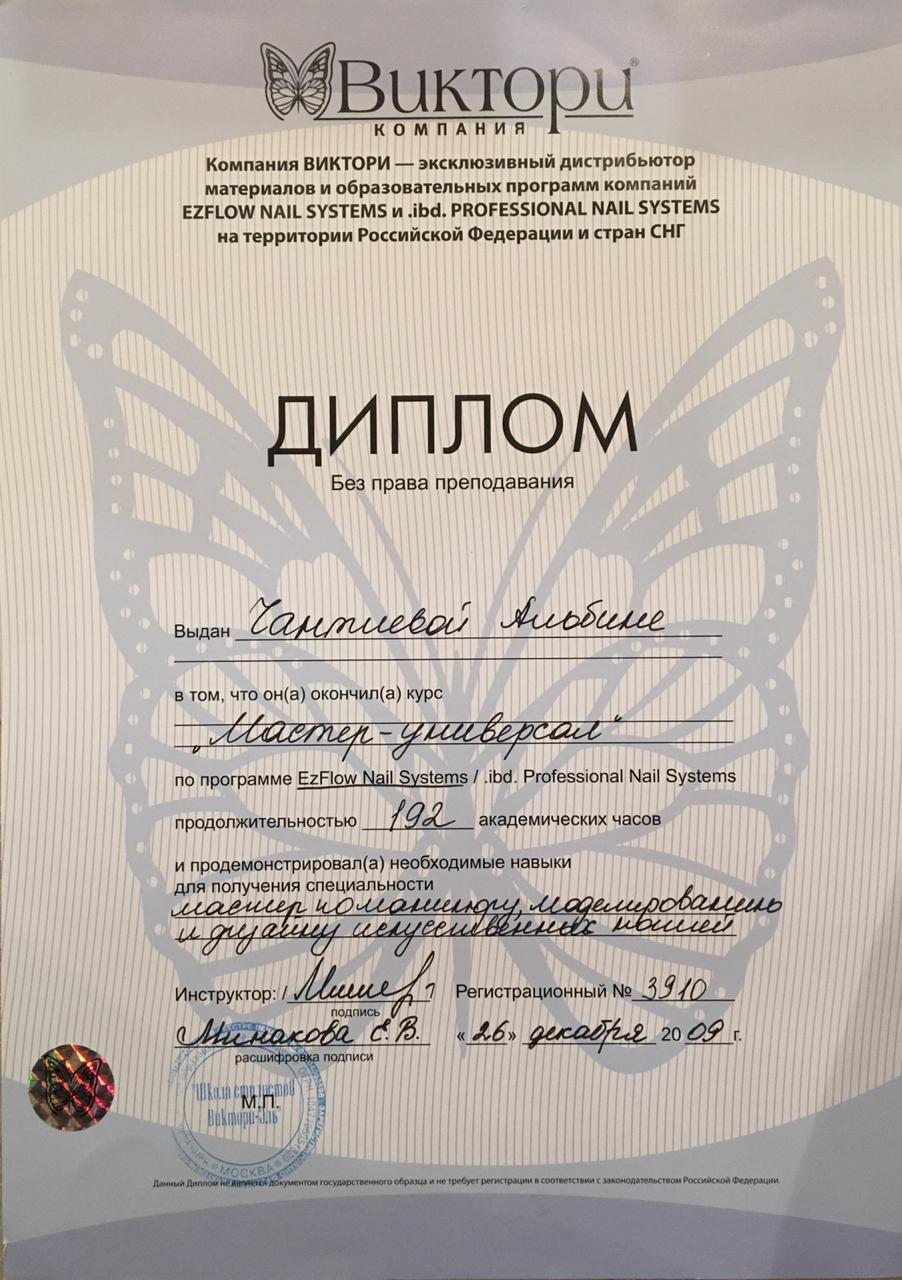 Виктори®
КОМПАНИЯ
Компания ВИКТОРИ — эксклюзивный дистрибьютор
материалов и образовательных программ компаний
EZFLOW NAIL SYSTEMS и .ibd. PROFESSIONAL NAIL SYSTEMS
на территории Российской Федерации и стран СНГ
ДИПЛОМ
Без права преподавания
Выдан Чантиевой Альбине
в том, что он(а) окончил(а) курс
„Мастер-универсал"
по программе EzFlow Nail Systems / .ibd. Professional Nail Systems
продолжительностью 192 академических часов
и продемонстрировал(а) необходимые навыки
для получения специальности
мастер по маникюру, моделированию
и дизайну искусственных ногтей
Инструктор: / Регистрационный № 3910
подпись
Минакова Е.В. «26» декабря 2009 г.
расшифровка подписи
"Школа стилистов
М.П.
Виктори-Эль"
МОСКВА
Данный Диплом не является документом государственного образца и не требует регистрации в соответствии с законодательством Российской Федерации.